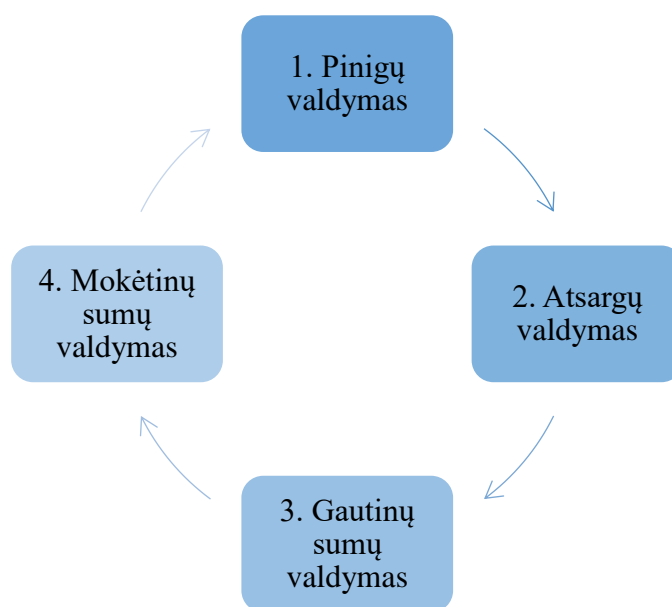 1. Pinigų
valdymas
2. Atsargų
valdymas
3. Gautinų
sumų
valdymas
4. Mokėtinų
sumų
valdymas